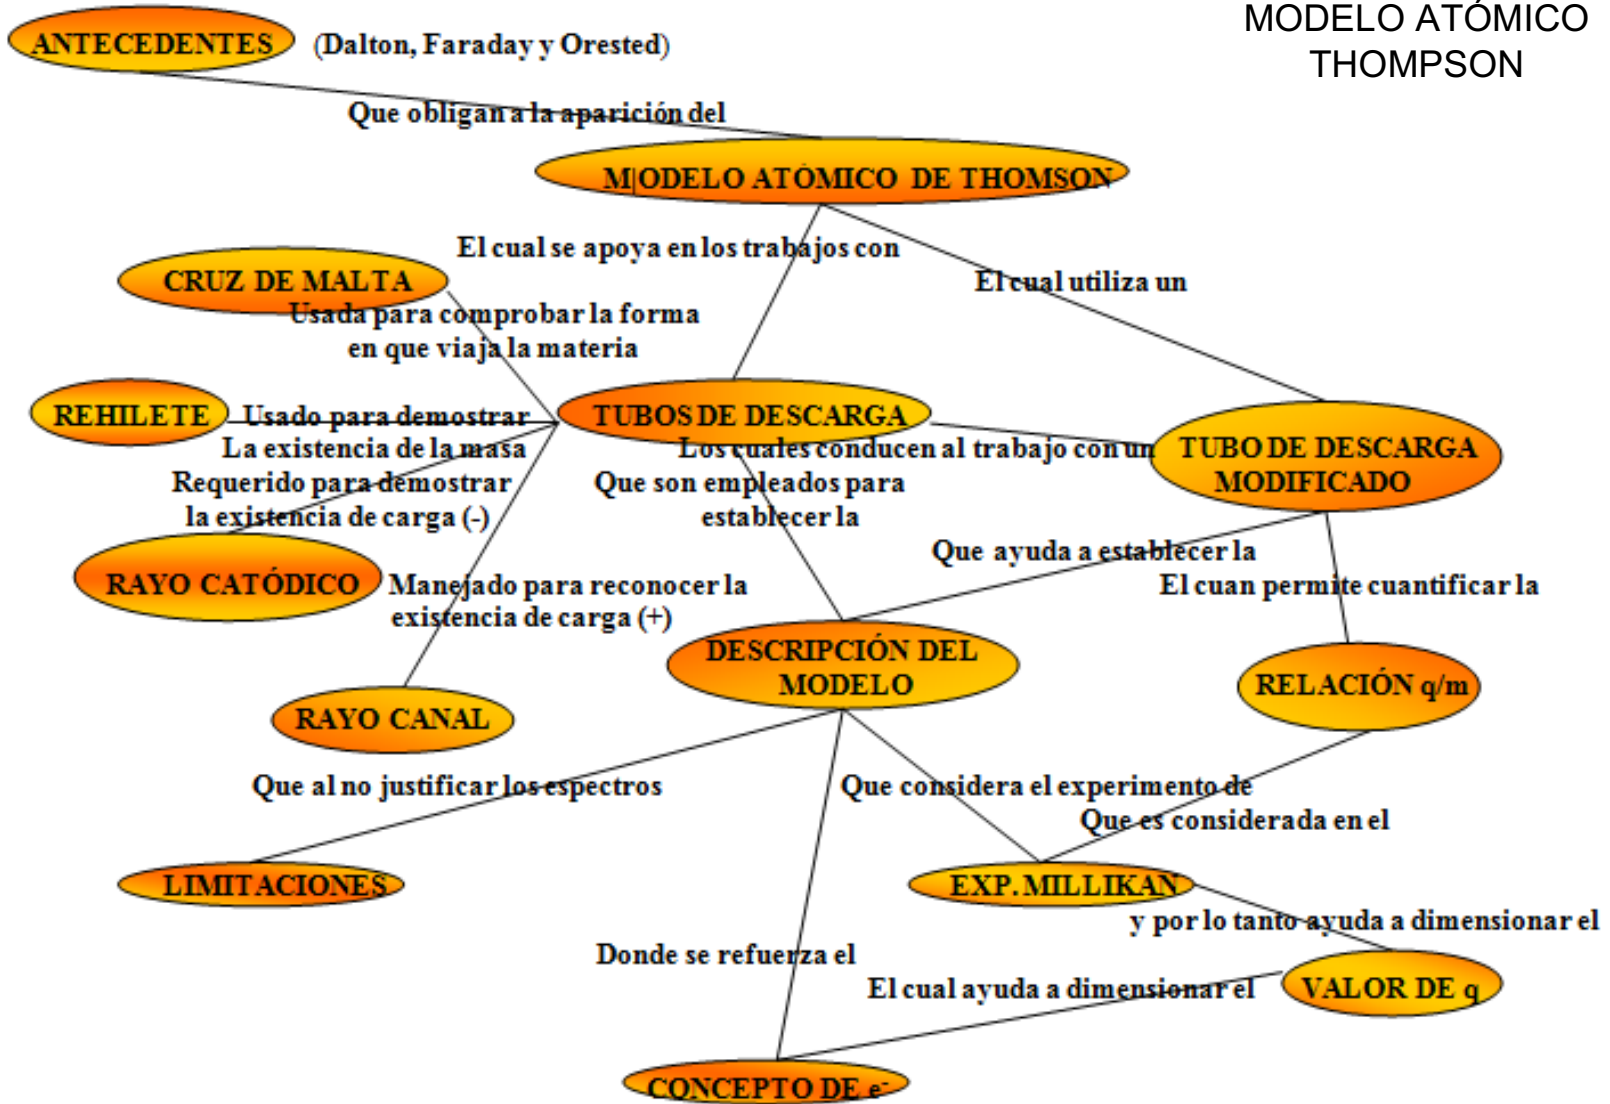 MODELO ATÓMICO
THOMPSON
ANTECEDENTES
(Dalton, Faraday y Orested)
Que obligan a la aparición del
M|ODELO ATÓMICO DE THOMSON
El cual se apoya en los trabajos con
El cual utiliza un
CRUZ DE MALTA
Usada para comprobar la forma
en que viaja la materia
REHILETE
Usado para demostrar
La existencia de la masa
TUBOS DE DESCARGA
Los cuales conducen al trabajo con un
TUBO DE DESCARGA
MODIFICADO
Requerido para demostrar
la existencia de carga (-)
Que son empleados para
establecer la
RAYO CATÓDICO
Manejado para reconocer la
existencia de carga (+)
Que ayuda a establecer la
El cuan permite cuantificar la
DESCRIPCIÓN DEL
MODELO
RELACIÓN q/m
RAYO CANAL
Que al no justificar los espectros
Que considera el experimento de
Que es considerada en el
LIMITACIONES
EXP. MILLIKAN
y por lo tanto ayuda a dimensionar el
Donde se refuerza el
El cual ayuda a dimensionar el
VALOR DE q
CONCEPTO DE e-